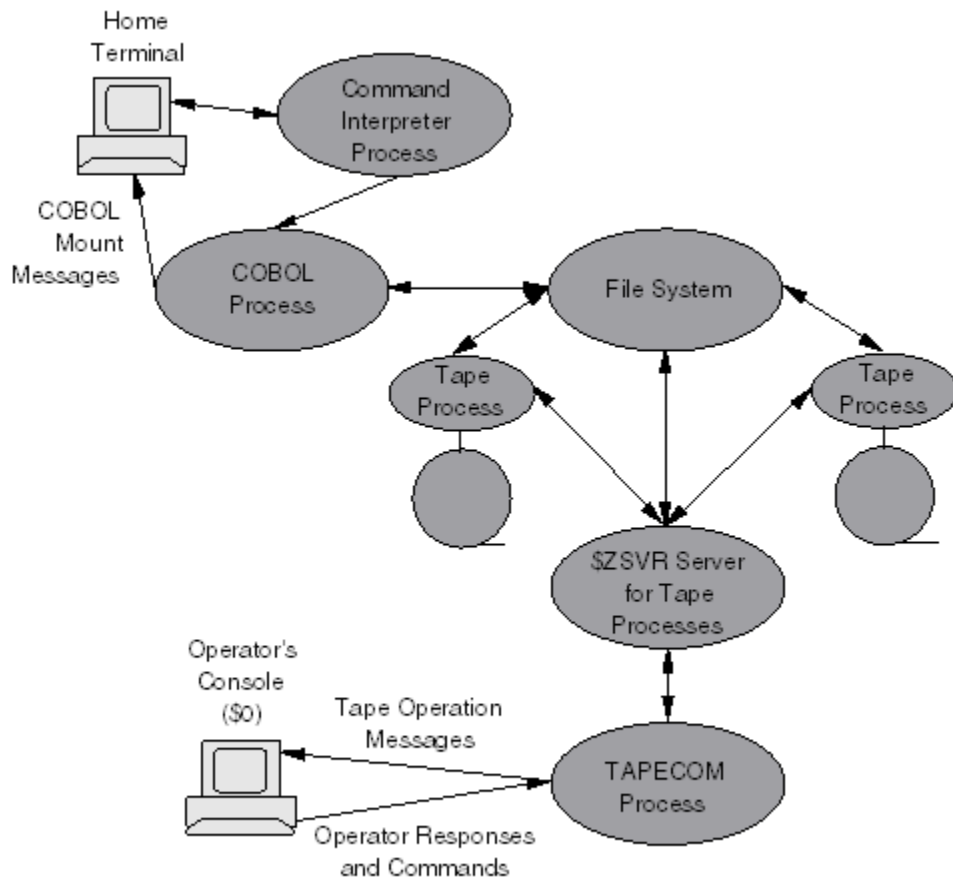 Home
Terminal
Command
Interpreter
Process
COBOL
Mount
Messages
COBOL
Process
File System
Tape
Process
Tape
Process
$ZSVR Server
for Tape
Processes
Operator's
Console
($0)
Tape Operation
Messages
TAPECOM
Process
Operator Responses
and Commands